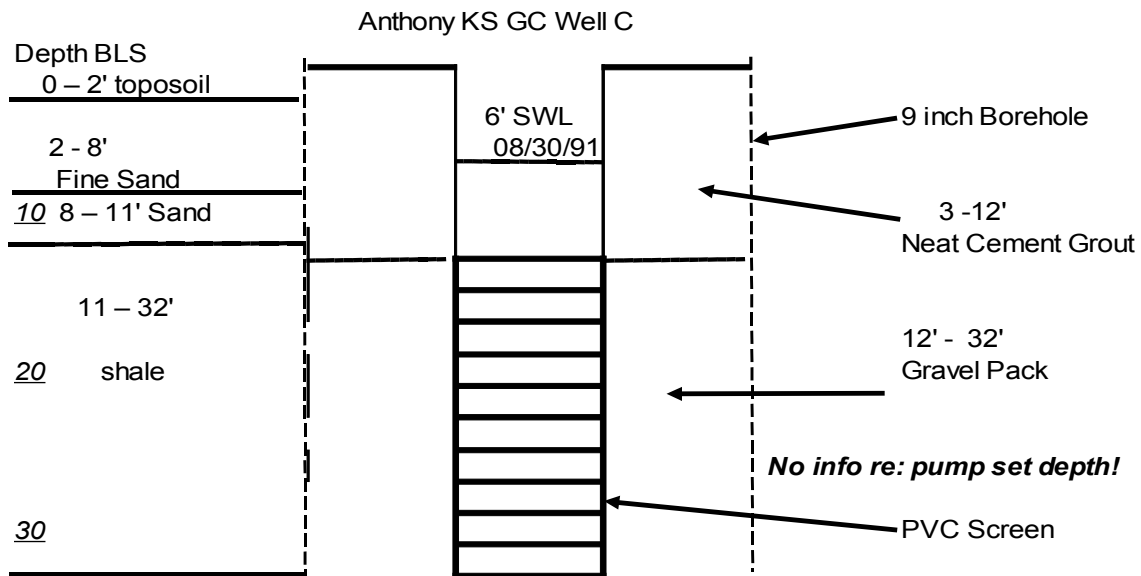 Anthony KS GC Well C
Depth BLS
0 – 2' toposoil
2 - 8'
Fine Sand
10 8 – 11' Sand
11 – 32'
20 shale
30
6' SWL
08/30/91
9 inch Borehole
3 -12'
Neat Cement Grout
12' - 32'
Gravel Pack
No info re: pump set depth!
PVC Screen